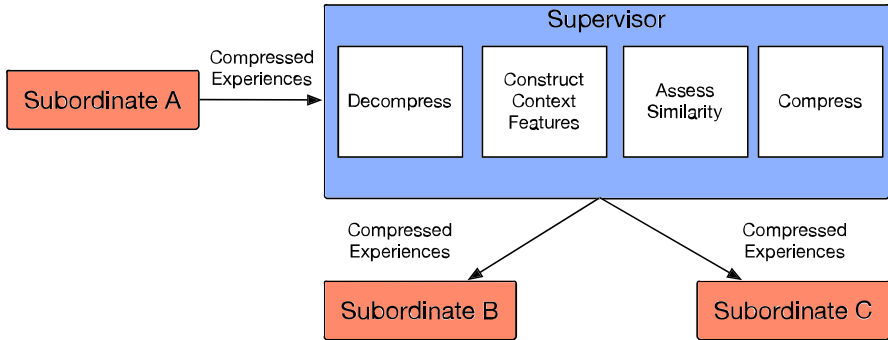 Supervisor
Compressed
Experiences
Subordinate A
Decompress
Construct
Context
Features
Assess
Similarity
Compress
Compressed
Experiences
Compressed
Experiences
Subordinate B
Subordinate C